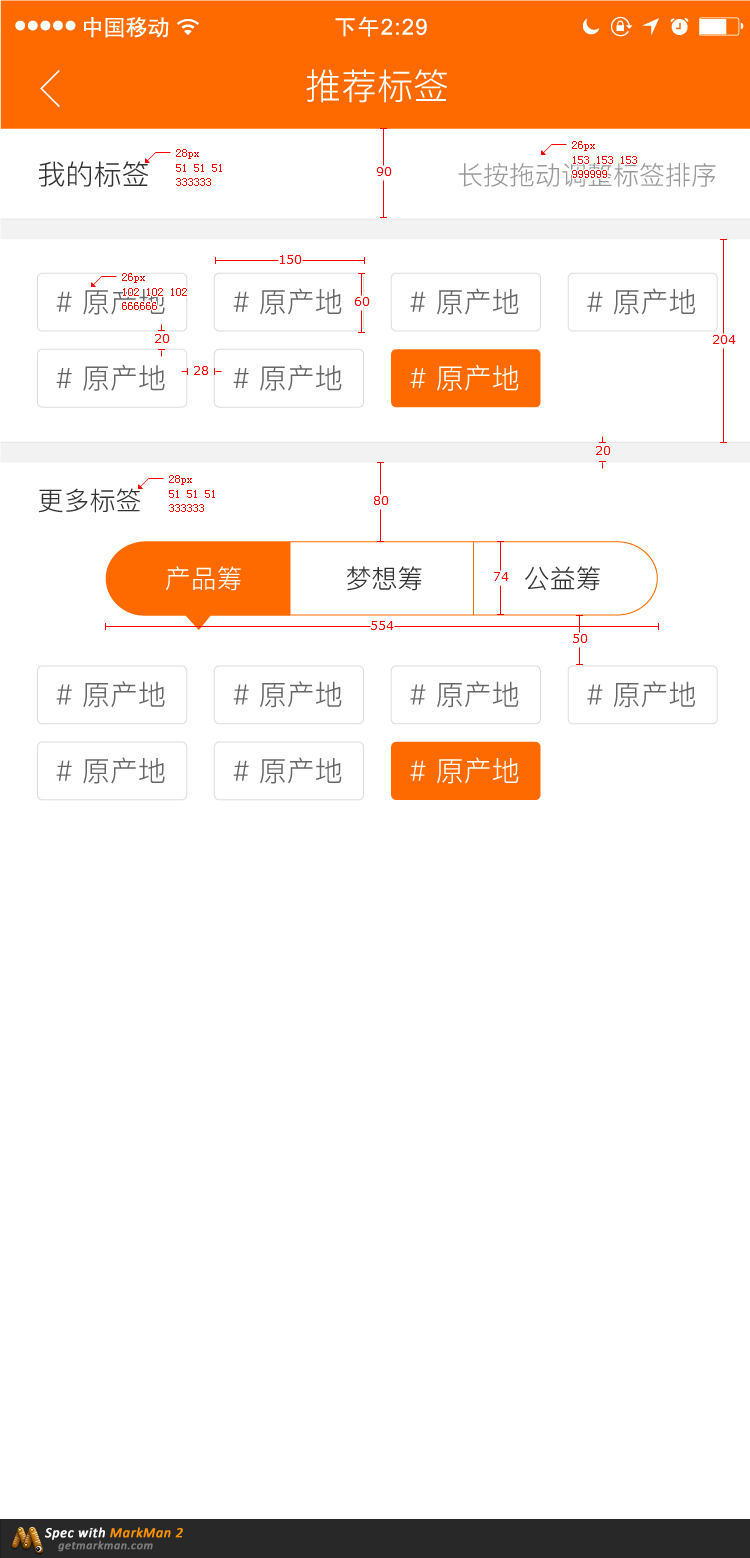 中国移动 下午2:29
推荐标签
我的标签 28px 51 51 51 333333
长按拖动调整标签排序 26px 153 153 153 999999
90
150
26px 102 102 102 666666
# 原产地 # 原产地 60 # 原产地 # 原产地
20 204
# 原产地 28 # 原产地 # 原产地
20
更多标签 28px 51 51 51 333333
80
产品筹 梦想筹 74 公益筹
554
50
# 原产地 # 原产地 # 原产地 # 原产地
# 原产地 # 原产地 # 原产地
Spec with MarkMan 2
getmarkman.com